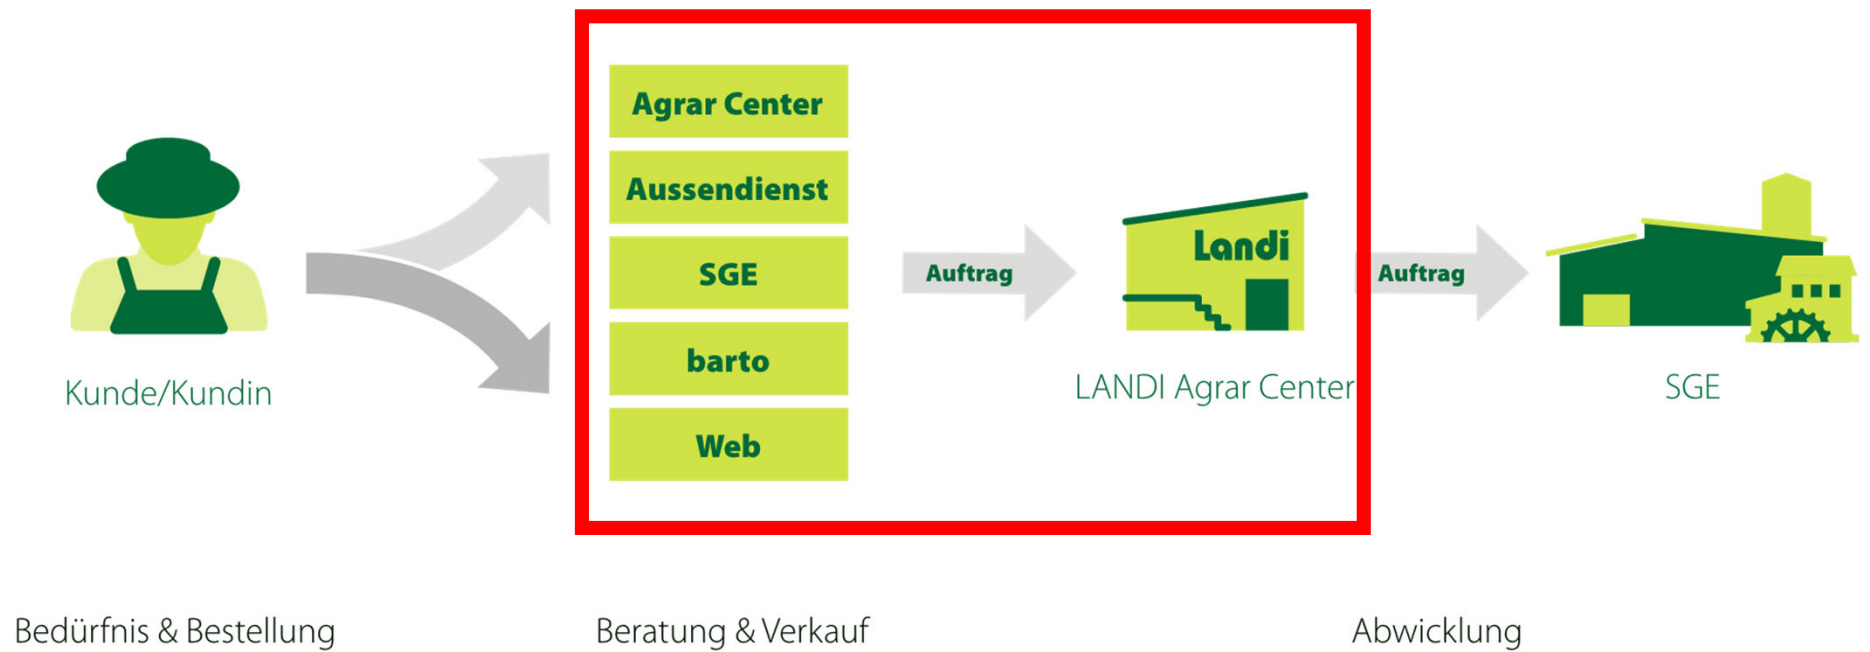 Agrar Center
Aussendienst
SGE
barto
Web
Auftrag
Landi
Auftrag
Kunde/Kundin
LANDI Agrar Center
SGE
Bedürfnis & Bestellung
Beratung & Verkauf
Abwicklung